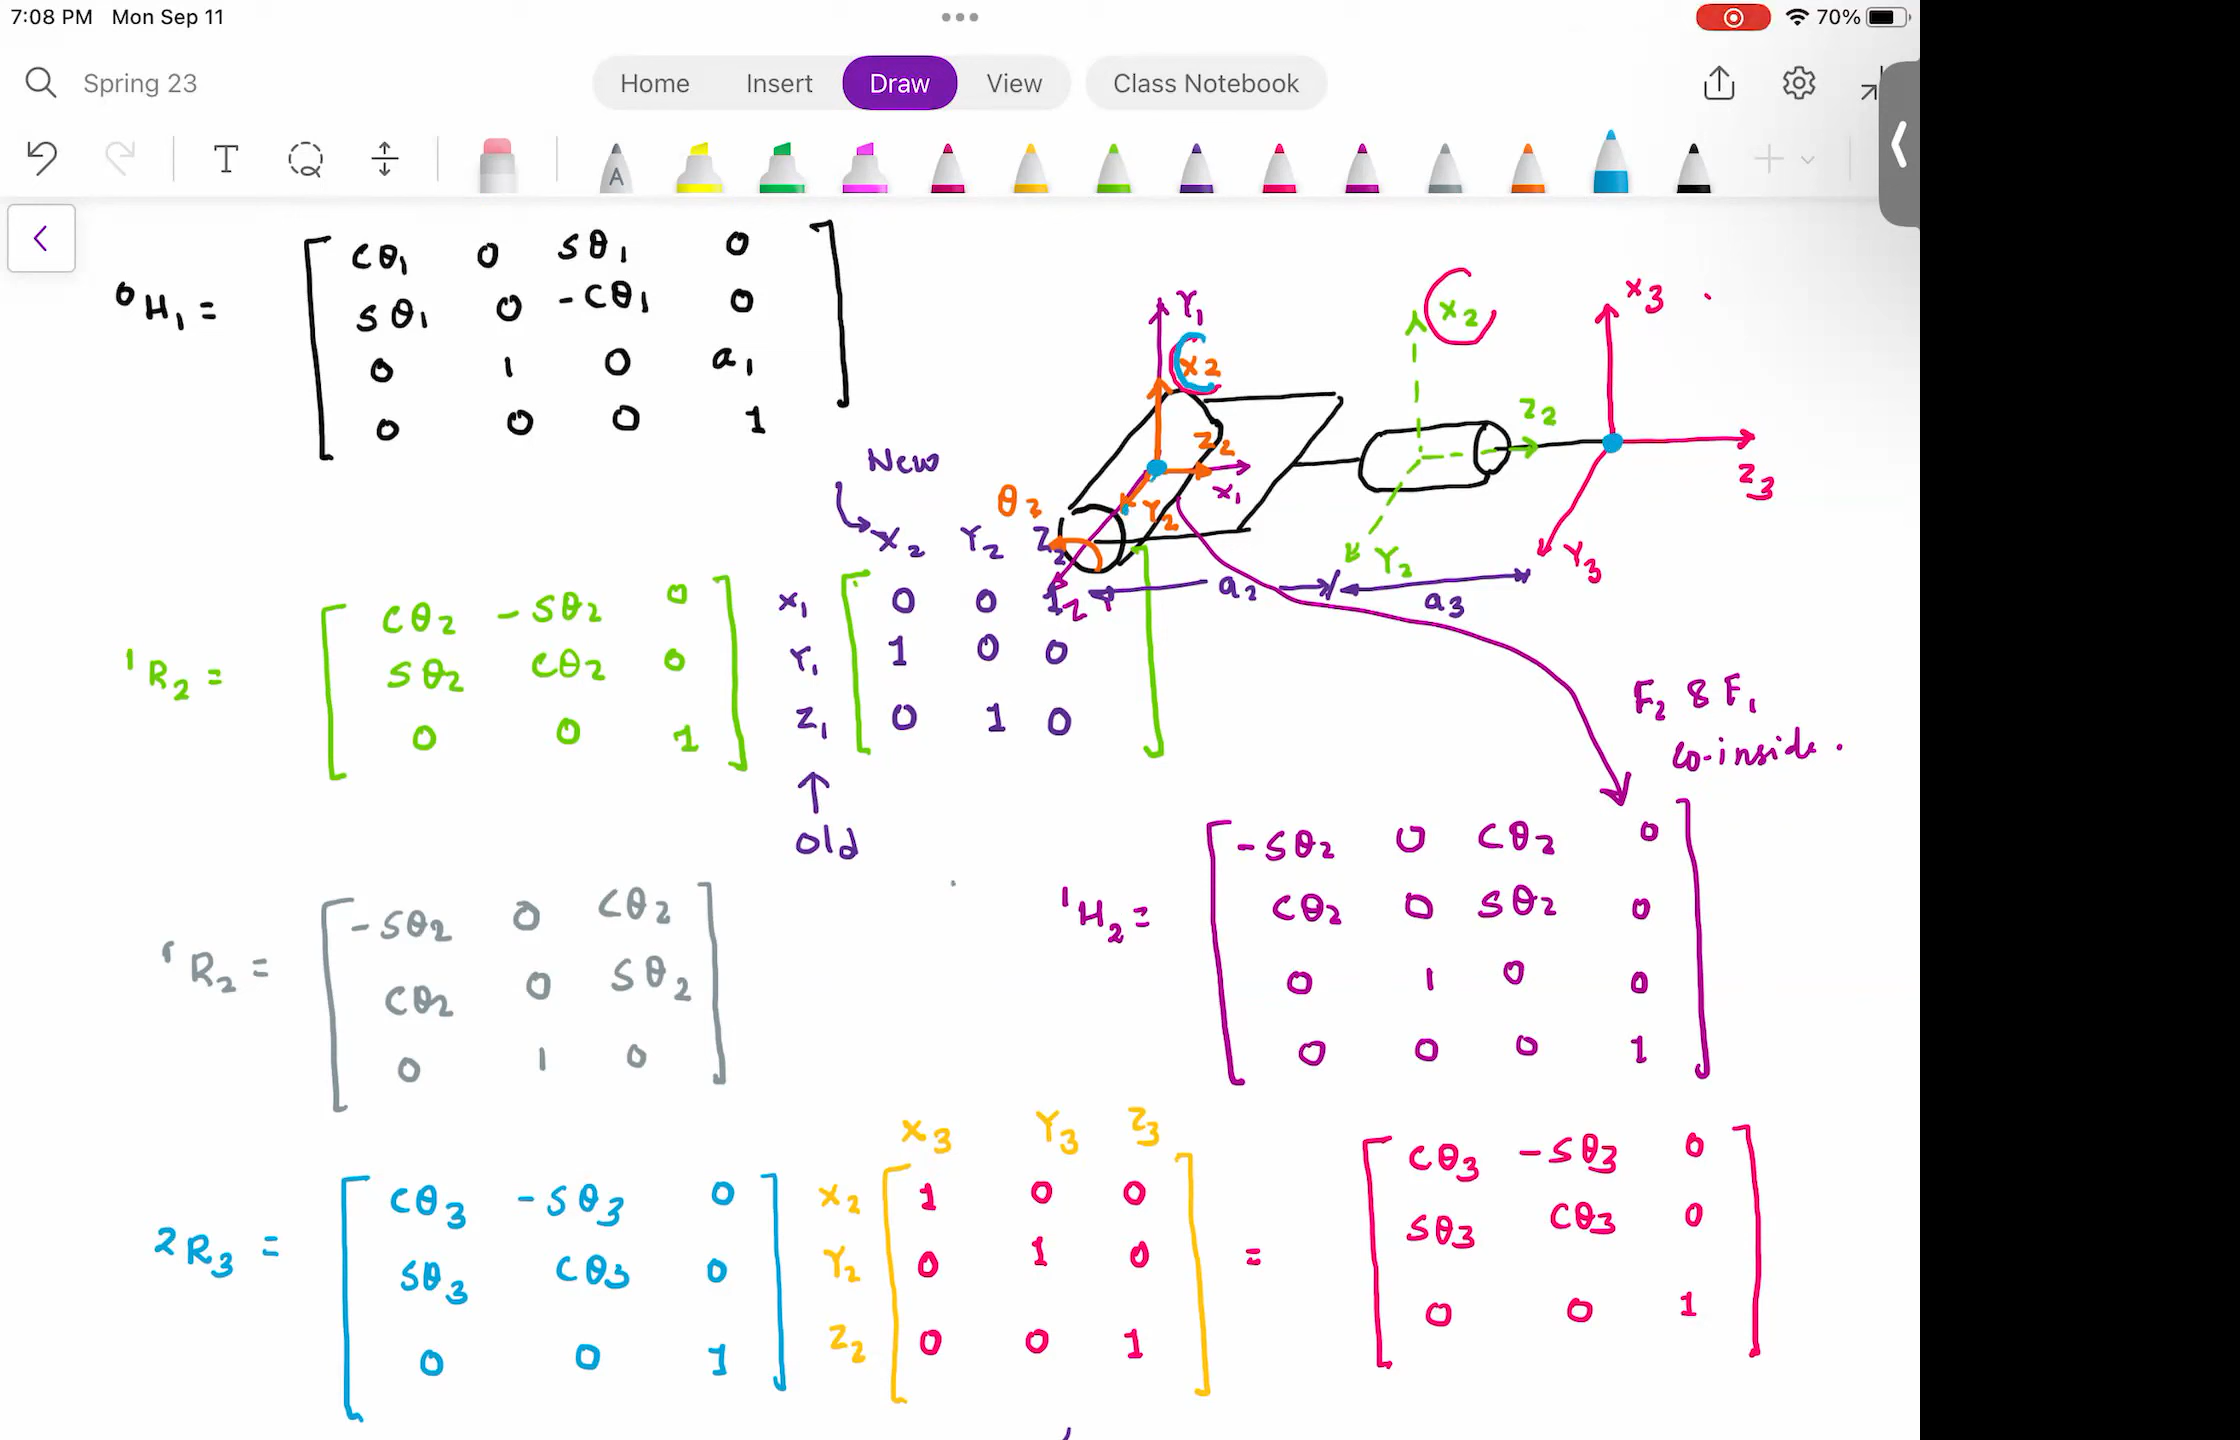 7:08 PM Mon Sep 11
70%
Spring 23
Home Insert Draw View Class Notebook
T
A
⁰H₁ =
cθ₁ 0 sθ₁ 0
sθ₁ 0 -cθ₁ 0
0 1 0 a₁
0 0 0 1
Y₁
X₂
Z₂
X₁
Y₂
θ₂
X₂
Z₂
Y₂
X₃
Z₃
Y₃
a₂
a₃
New
X₂ Y₂ Z₂
¹R₂ =
cθ₂ -sθ₂ 0
sθ₂ cθ₂ 0
0 0 1
X₁ 0 0 1
Y₁ 1 0 0
Z₁ 0 1 0
old
F₂ & F₁
co-inside.
¹R₂ =
-sθ₂ 0 cθ₂
cθ₂ 0 sθ₂
0 1 0
¹H₂ =
-sθ₂ 0 cθ₂ 0
cθ₂ 0 sθ₂ 0
0 1 0 0
0 0 0 1
X₃ Y₃ Z₃
²R₃ =
cθ₃ -sθ₃ 0
sθ₃ cθ₃ 0
0 0 1
X₂ 1 0 0
Y₂ 0 1 0
Z₂ 0 0 1
=
cθ₃ -sθ₃ 0
sθ₃ cθ₃ 0
0 0 1